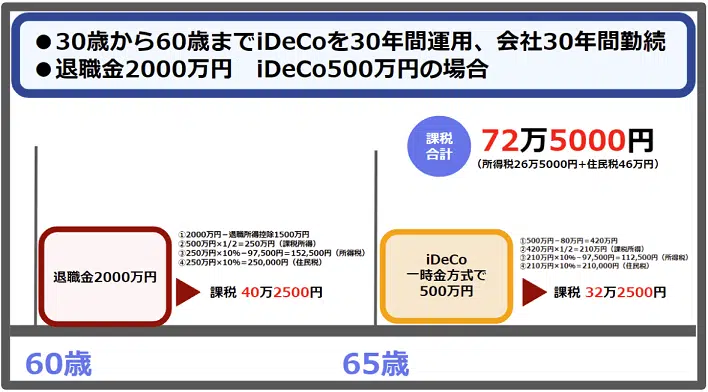 ●30歳から60歳までiDeCoを30年間運用、会社30年間勤続
●退職金2000万円　iDeCo500万円の場合
課税
合計
72万5000円
（所得税26万5000円+住民税46万円）
退職金2000万円
①2000万円－退職所得控除1500万円
②500万円×1/2＝250万円（課税所得）
③250万円×10%－97,500円＝152,500円（所得税）
④250万円×10%＝250,000円（住民税）
課税 40万2500円
iDeCo
一時金方式で
500万円
①500万円－80万円＝420万円
②420万円×1/2＝210万円（課税所得）
③210万円×10%－97,500円＝112,500円（所得税）
④210万円×10%＝210,000円（住民税）
課税 32万2500円
60歳
65歳